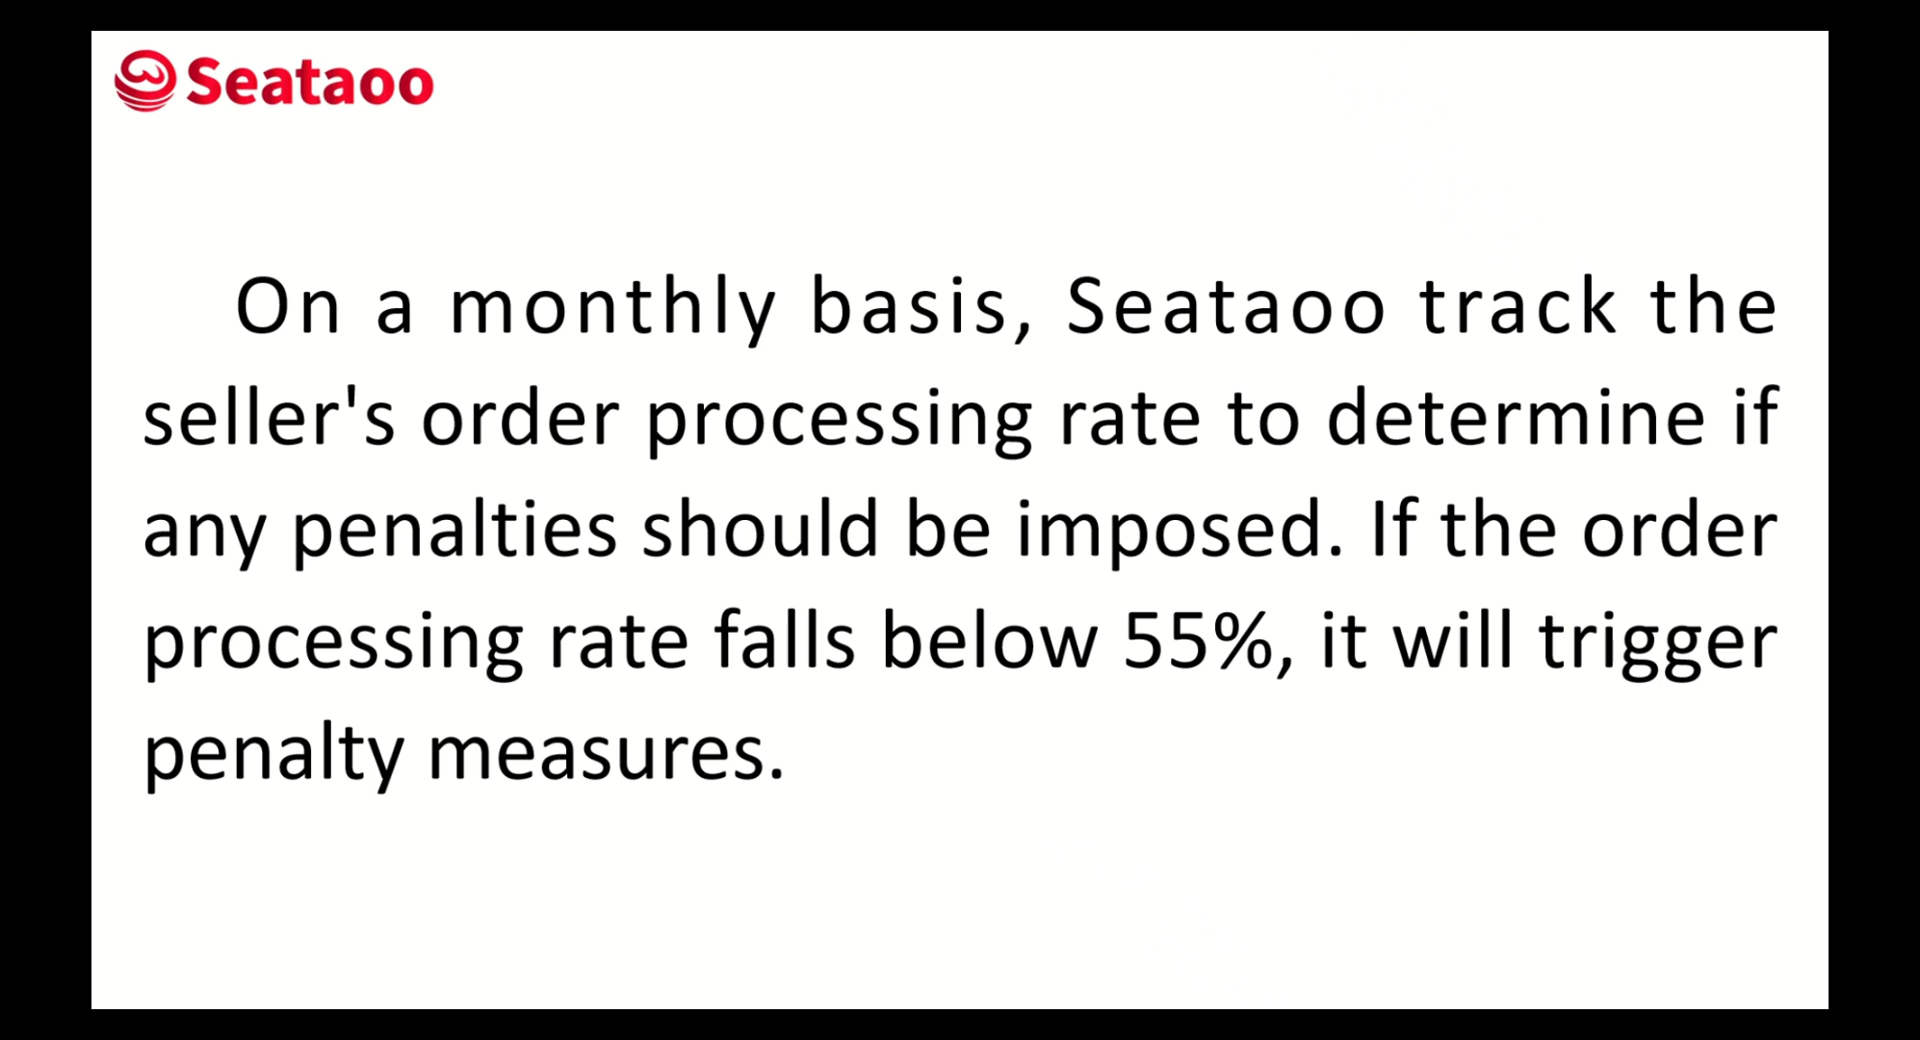 Seataoo
On a monthly basis, Seataoo track the
seller's order processing rate to determine if
any penalties should be imposed. If the order
processing rate falls below 55%, it will trigger
penalty measures.